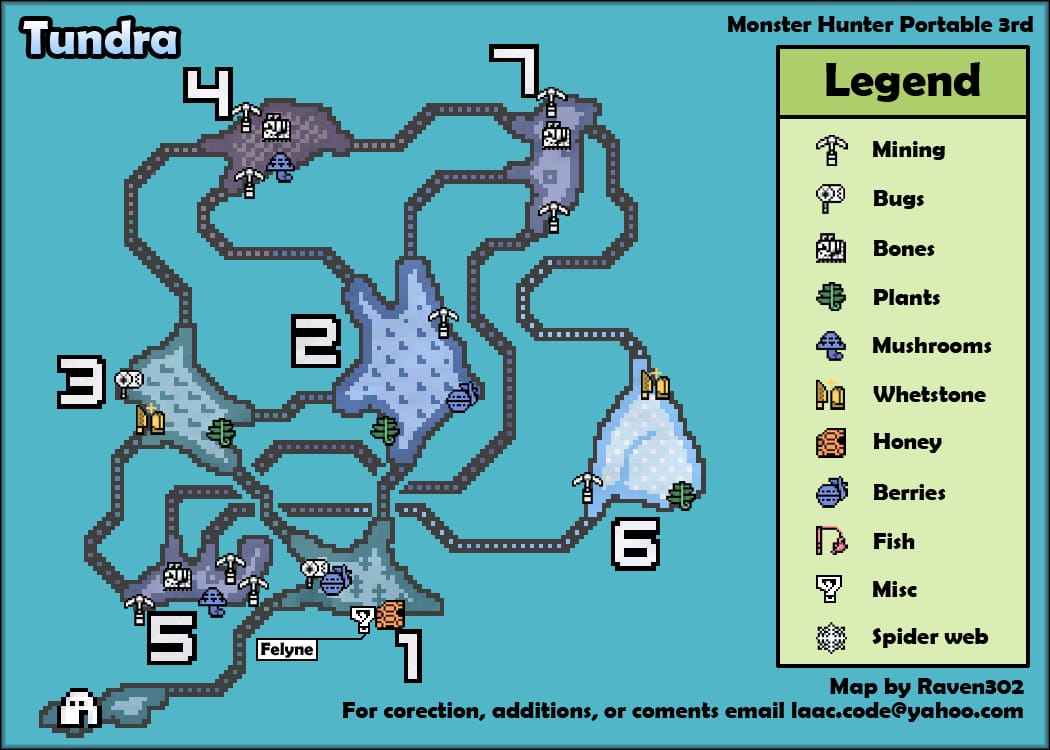 Tundra
Monster Hunter Portable 3rd
Legend
Mining
Bugs
Bones
Plants
Mushrooms
Whetstone
Honey
Berries
Fish
Misc
Spider web
4
7
2
3
6
5
1
?
Felyne
?
Map by Raven302
For corection, additions, or coments email laac.code@yahoo.com